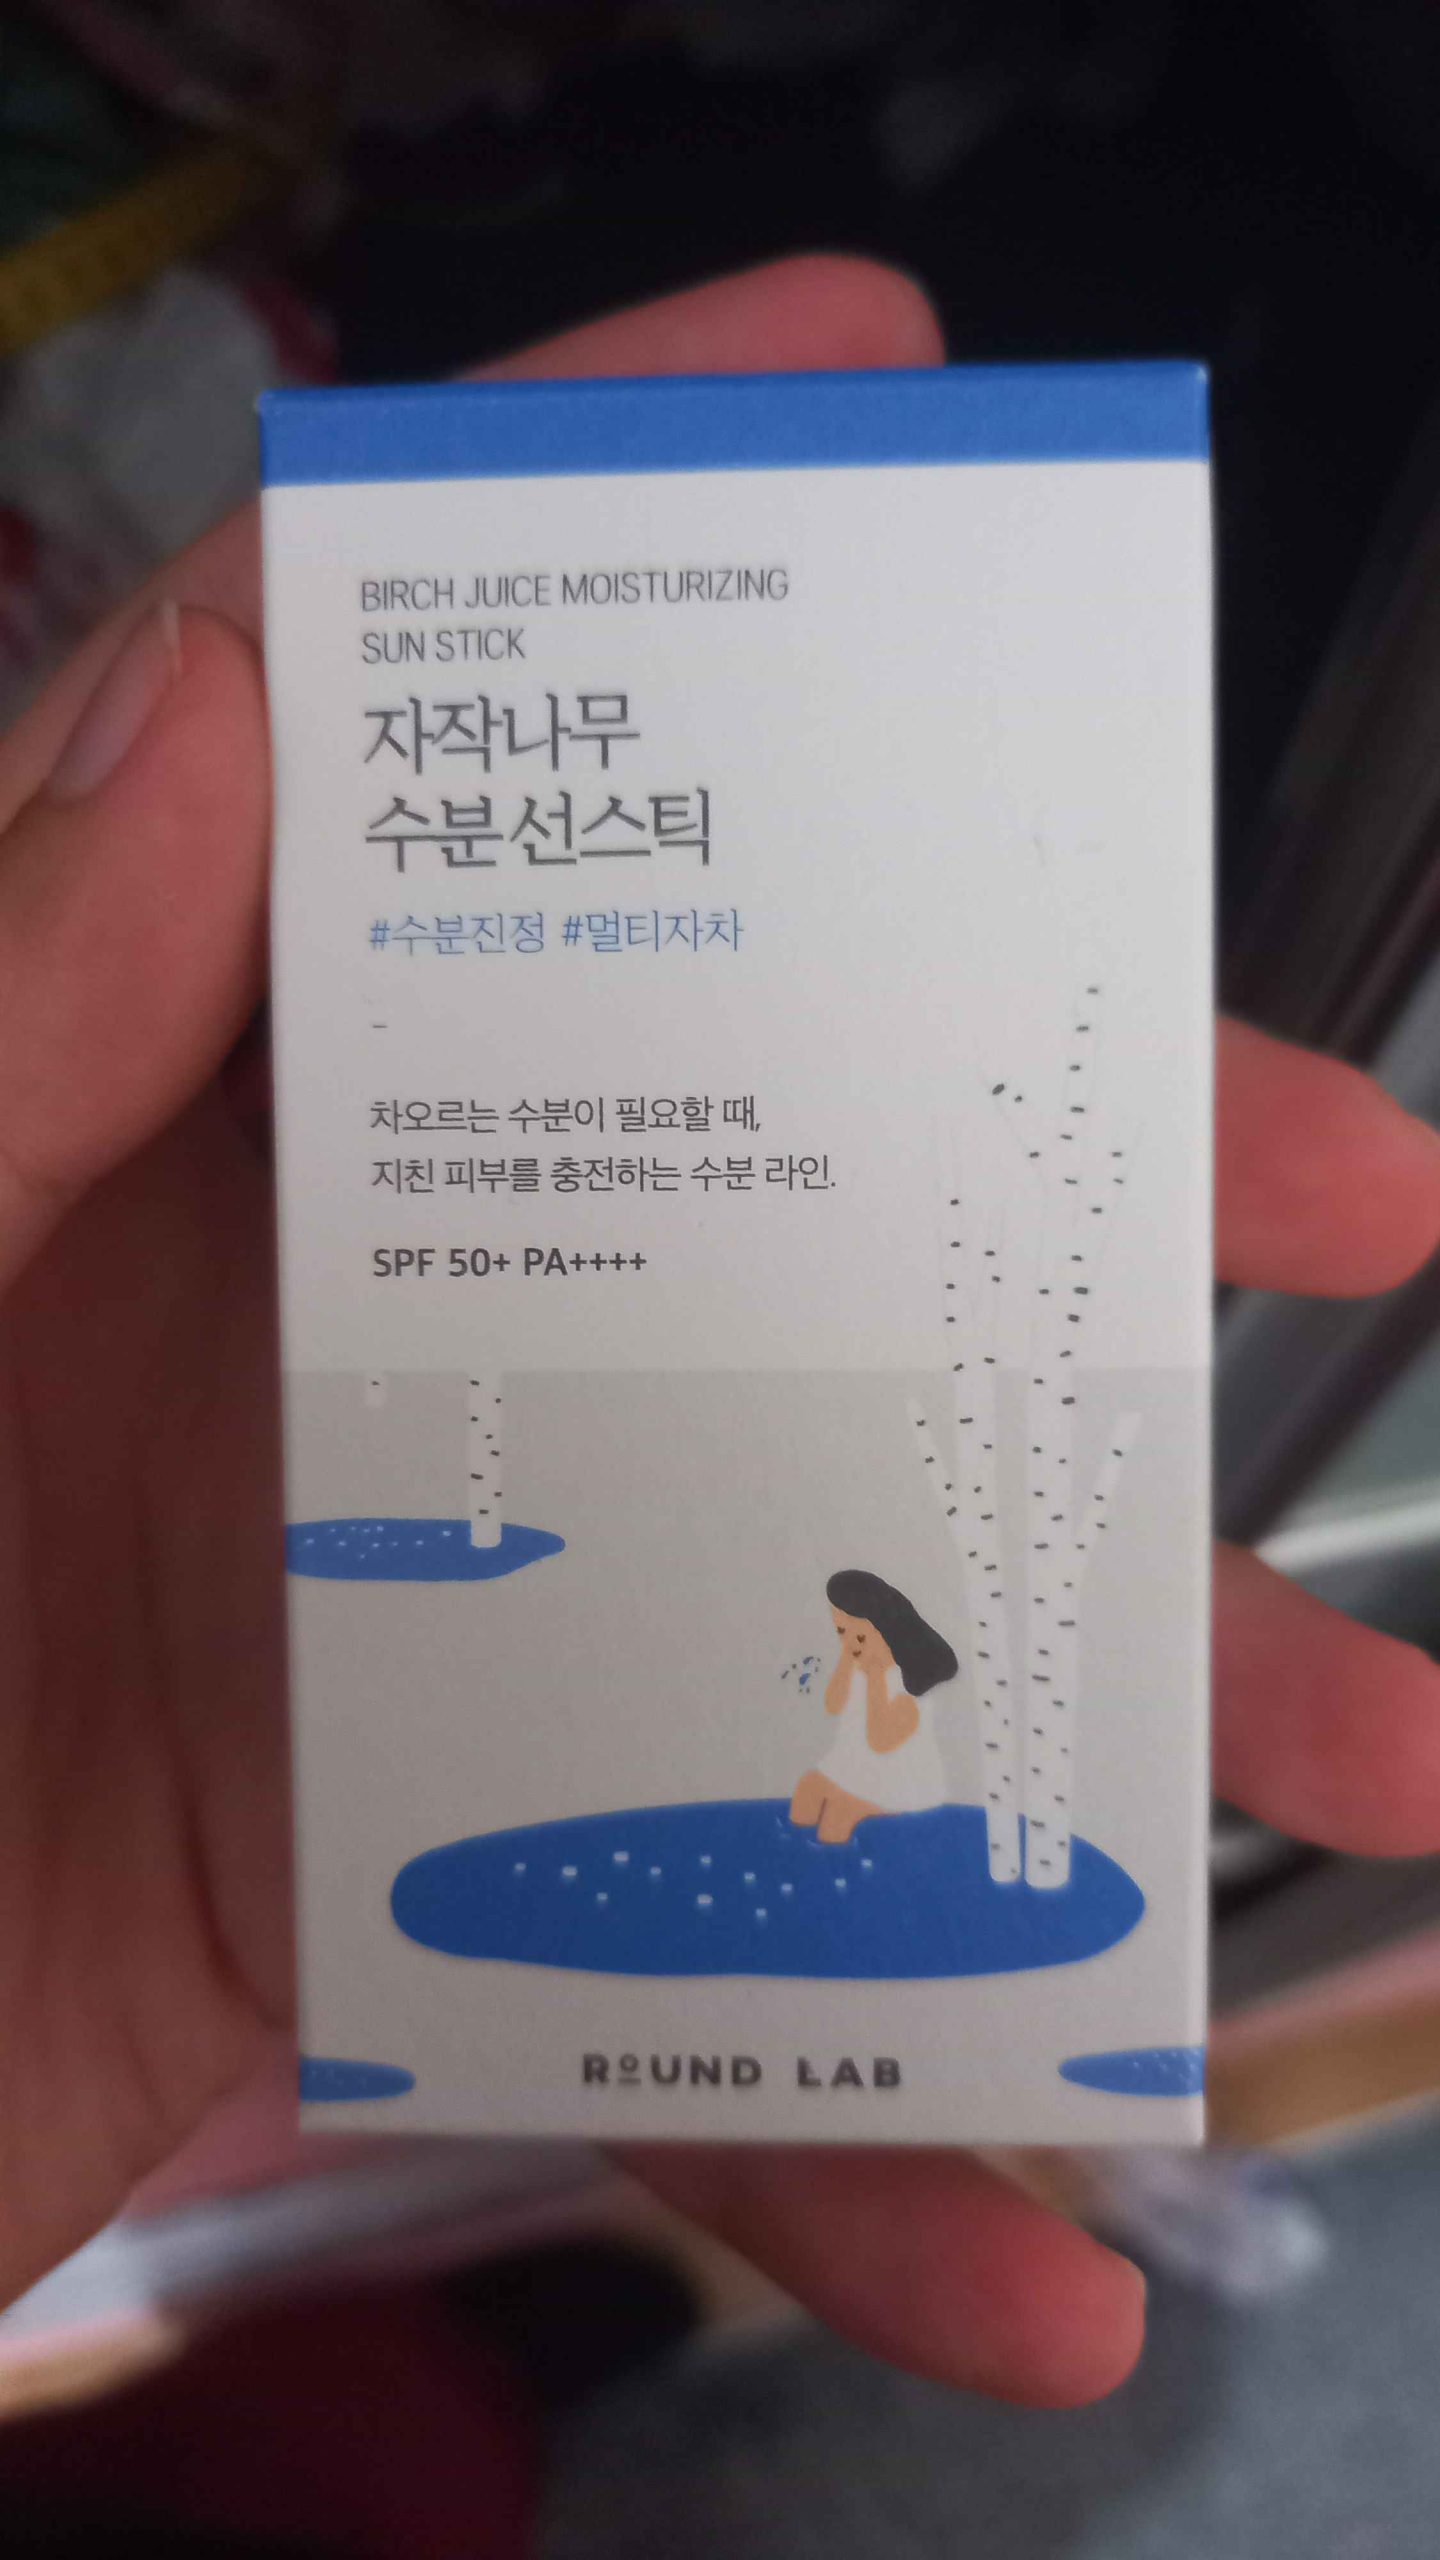 BIRCH JUICE MOISTURIZING
SUN STICK
자작나무
수분 선스틱
#수분진정 #멀티자차
-
차오르는 수분이 필요할 때,
지친 피부를 충전하는 수분 라인.
SPF 50+ PA++++
ROUND LAB